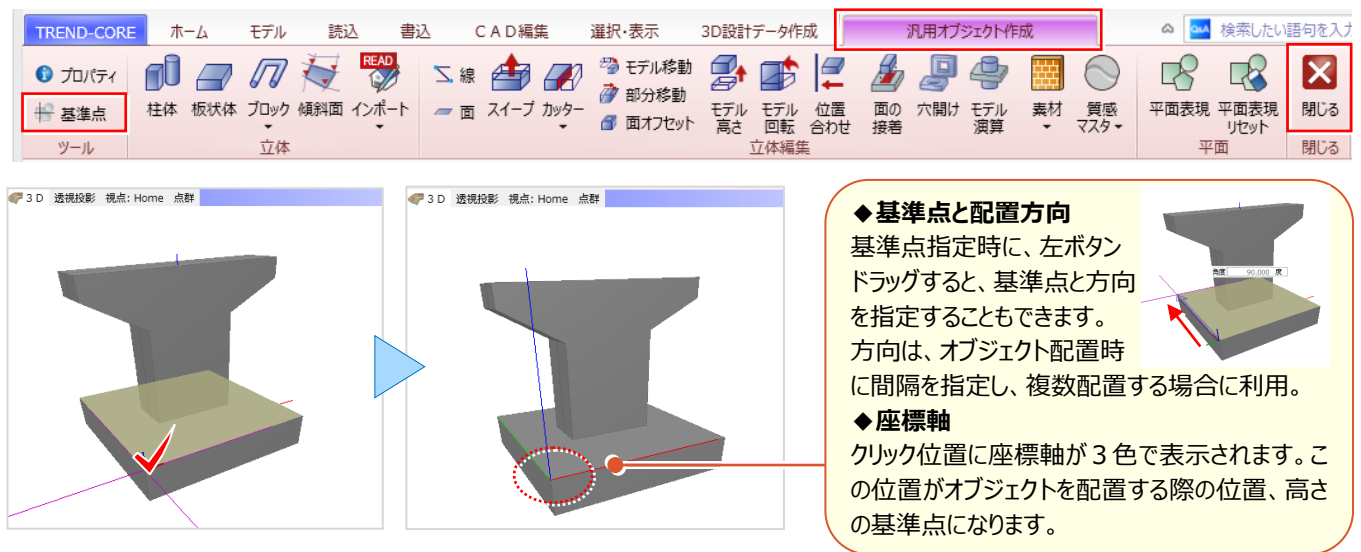 TREND-CORE ホーム モデル 読込 書込 ＣＡＤ編集 選択・表示 3D設計データ作成 汎用オブジェクト作成 Q&A 検索したい語句を入力
プロパティ
基準点
柱体 板状体 ブロック 傾斜面 READ インポート
線
面
スイープ カッター
モデル移動
部分移動
面オフセット
モデル高さ モデル回転 位置合わせ 面の接着 穴開け モデル演算 素材 質感マスタ
平面表現 平面表現リセット
閉じる
ツール 立体 立体編集 平面 閉じる
３Ｄ 透視投影 視点: Home 点群
３Ｄ 透視投影 視点: Home 点群
◆基準点と配置方向
基準点指定時に、左ボタン
ドラッグすると、基準点と方向
を指定することもできます。
方向は、オブジェクト配置時
に間隔を指定し、複数配置する場合に利用。
角度 90.000 度
◆座標軸
クリック位置に座標軸が３色で表示されます。こ
の位置がオブジェクトを配置する際の位置、高さ
の基準点になります。